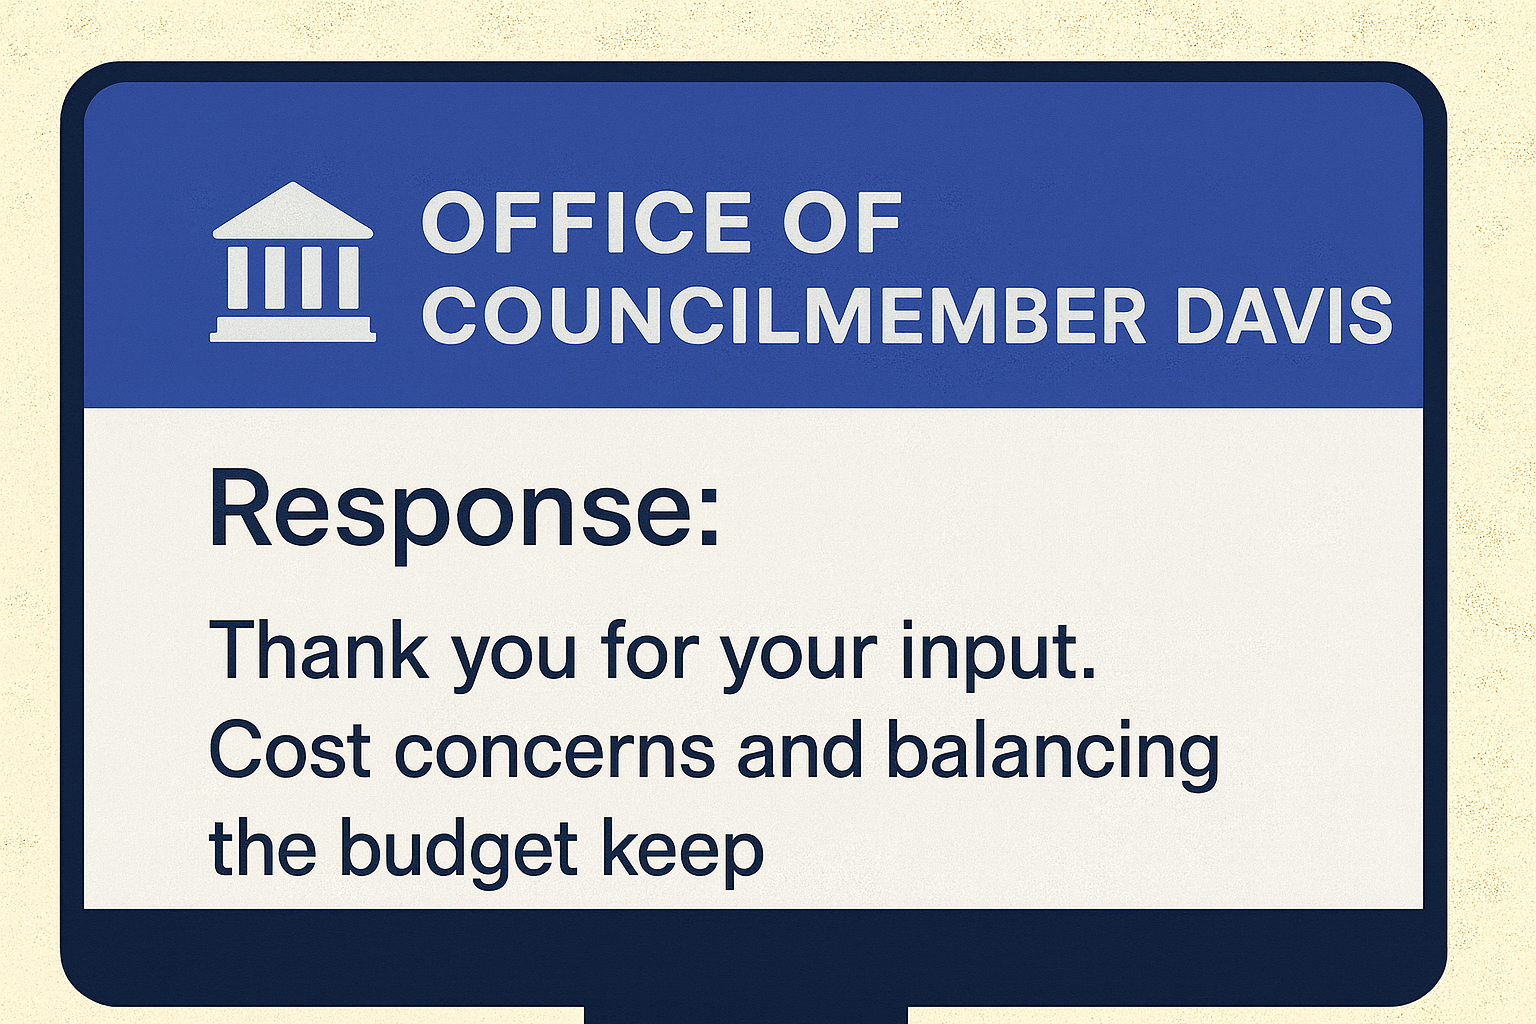 OFFICE OF
COUNCILMEMBER DAVIS
Response:
Thank you for your input.
Cost concerns and balancing
the budget keep